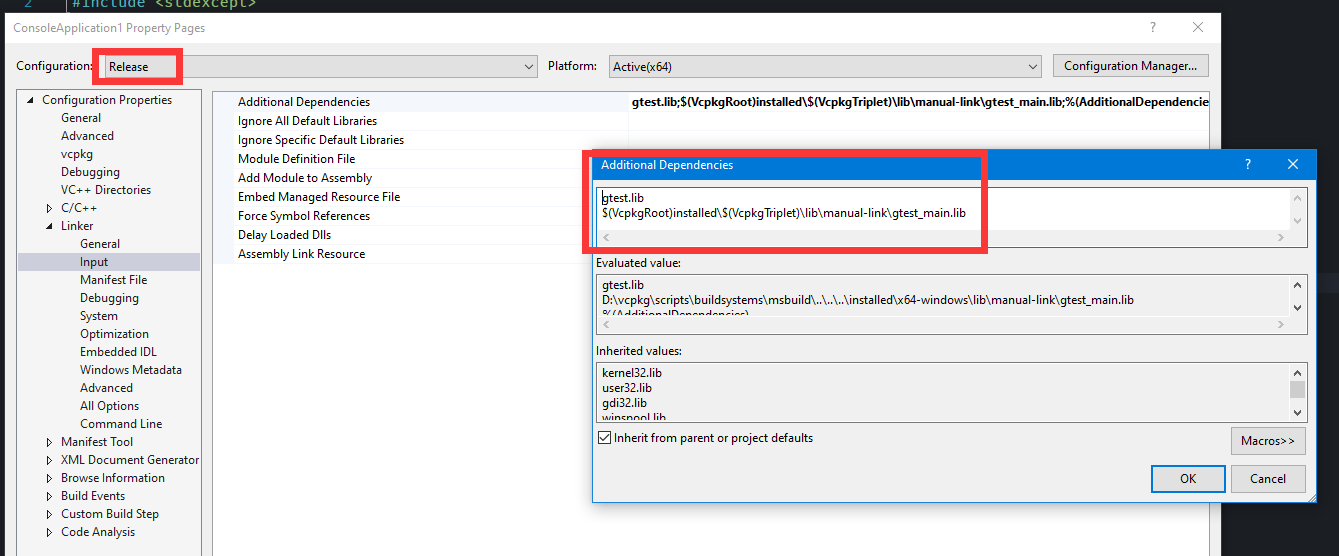 2 #include <stdexcept>
ConsoleApplication1 Property Pages
Configuration: Release Platform: Active(x64) Configuration Manager...
Configuration Properties
General
Advanced
vcpkg
Debugging
VC++ Directories
C/C++
Linker
General
Input
Manifest File
Debugging
System
Optimization
Embedded IDL
Windows Metadata
Advanced
All Options
Command Line
Manifest Tool
XML Document Generator
Browse Information
Build Events
Custom Build Step
Code Analysis
Additional Dependencies gtest.lib;$(VcpkgRoot)installed\$(VcpkgTriplet)\lib\manual-link\gtest_main.lib;%(AdditionalDependencie
Ignore All Default Libraries
Ignore Specific Default Libraries
Module Definition File
Add Module to Assembly
Embed Managed Resource File
Force Symbol References
Delay Loaded Dlls
Assembly Link Resource
Additional Dependencies
gtest.lib
$(VcpkgRoot)installed\$(VcpkgTriplet)\lib\manual-link\gtest_main.lib
Evaluated value:
gtest.lib
D:\vcpkg\scripts\buildsystems\msbuild\..\..\..\installed\x64-windows\lib\manual-link\gtest_main.lib
%(AdditionalDependencies)
Inherited values:
kernel32.lib
user32.lib
gdi32.lib
winspool.lib
Inherit from parent or project defaults
Macros>>
OK Cancel